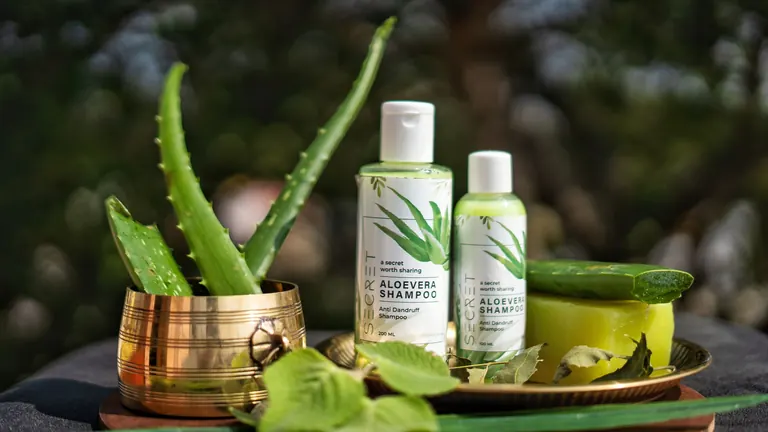 SECRET
a secret
worth sharing
ALOEVERA
SHAMPOO
Anti Dandruff
Shampoo
200 ML
SECRET
a secret
worth sharing
ALOEVERA
SHAMPOO
Anti Dandruff
Shampoo